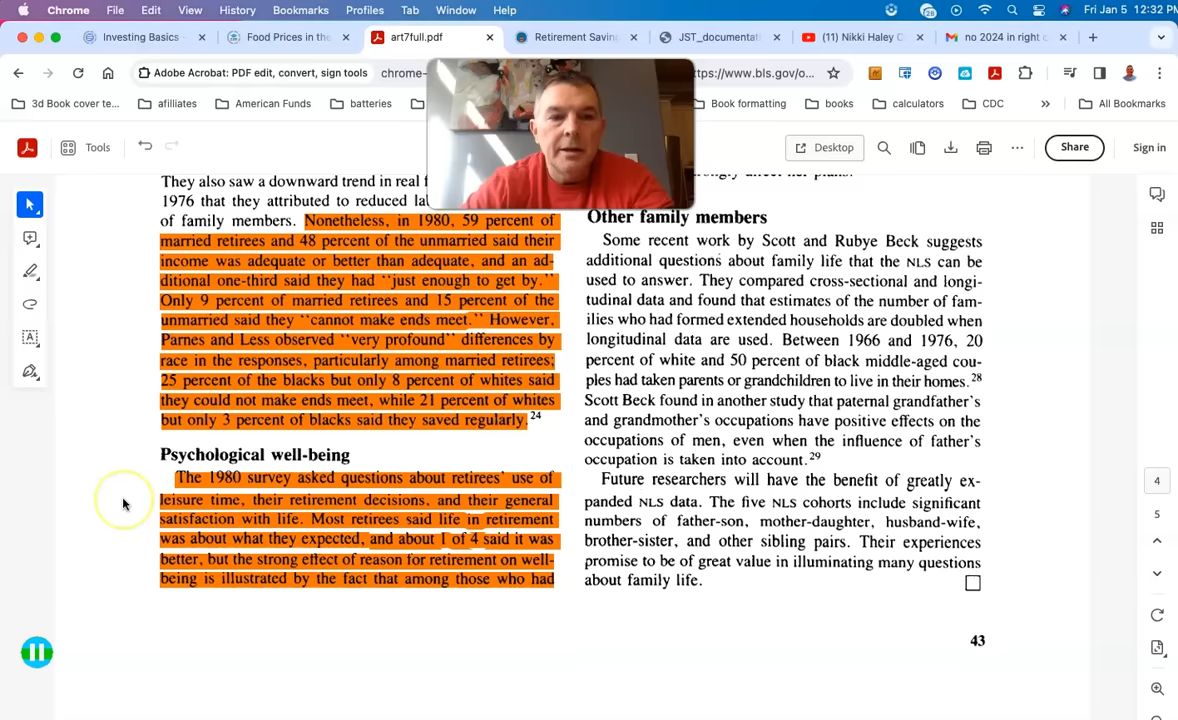 Chrome File Edit View History Bookmarks Profiles Tab Window Help Fri Jan 5 12:32 PM
Investing Basics - Food Prices in the art7full.pdf Retirement Savin JST_documentat (11) Nikki Haley C no 2024 in right c
Adobe Acrobat: PDF edit, convert, sign tools chrome- ttps://www.bls.gov/o...
3d Book cover te... afilliates American Funds batteries Book formatting books calculators CDC All Bookmarks
Tools Desktop Share Sign in
They also saw a downward trend in real
1976 that they attributed to reduced
of family members. Nonetheless, in 1980, 59 percent of
married retirees and 48 percent of the unmarried said their
income was adequate or better than adequate, and an ad-
ditional one-third said they had "just enough to get by."
Only 9 percent of married retirees and 15 percent of the
unmarried said they "cannot make ends meet." However,
Parnes and Less observed "very profound" differences by
race in the responses, particularly among married retirees;
25 percent of the blacks but only 8 percent of whites said
they could not make ends meet, while 21 percent of whites
but only 3 percent of blacks said they saved regularly.24
Psychological well-being
The 1980 survey asked questions about retirees' use of
leisure time, their retirement decisions, and their general
satisfaction with life. Most retirees said life in retirement
was about what they expected, and about 1 of 4 said it was
better, but the strong effect of reason for retirement on well-
being is illustrated by the fact that among those who had
Other family members
Some recent work by Scott and Rubye Beck suggests
additional questions about family life that the NLS can be
used to answer. They compared cross-sectional and longi-
tudinal data and found that estimates of the number of fam-
ilies who had formed extended households are doubled when
longitudinal data are used. Between 1966 and 1976, 20
percent of white and 50 percent of black middle-aged cou-
ples had taken parents or grandchildren to live in their homes.28
Scott Beck found in another study that paternal grandfather's
and grandmother's occupations have positive effects on the
occupations of men, even when the influence of father's
occupation is taken into account.29
Future researchers will have the benefit of greatly ex-
panded NLS data. The five NLS cohorts include significant
numbers of father-son, mother-daughter, husband-wife,
brother-sister, and other sibling pairs. Their experiences
promise to be of great value in illuminating many questions
about family life.
43
4
5